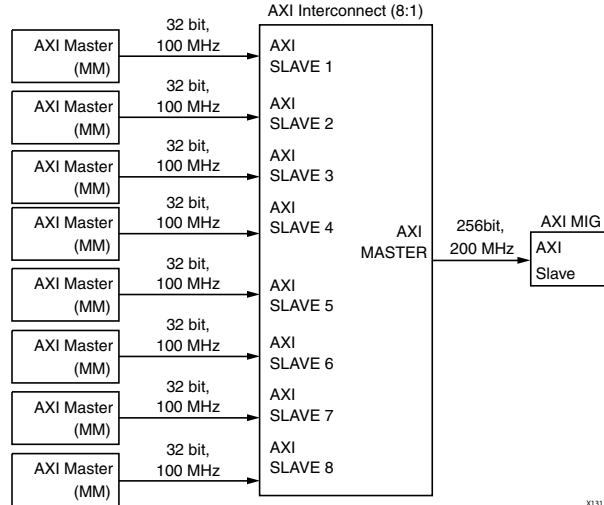 AXI Interconnect (8:1)
AXI Master
(MM)
32 bit,
100 MHz
AXI
SLAVE 1
AXI Master
(MM)
32 bit,
100 MHz
AXI
SLAVE 2
AXI Master
(MM)
32 bit,
100 MHz
AXI
SLAVE 3
AXI Master
(MM)
32 bit,
100 MHz
AXI
SLAVE 4
AXI Master
(MM)
32 bit,
100 MHz
AXI
SLAVE 5
AXI Master
(MM)
32 bit,
100 MHz
AXI
SLAVE 6
AXI Master
(MM)
32 bit,
100 MHz
AXI
SLAVE 7
AXI Master
(MM)
32 bit,
100 MHz
AXI
SLAVE 8
AXI
MASTER
256bit,
200 MHz
AXI MIG
AXI
Slave
X131